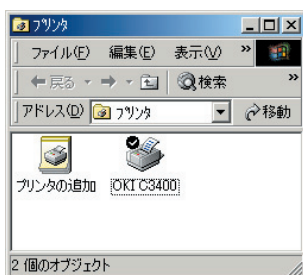 プリンタ
ファイル(F) 編集(E) 表示(V) »
戻る 検索 »
アドレス(D) プリンタ 移動
プリンタの追加 OKI C3400
2 個のオブジェクト